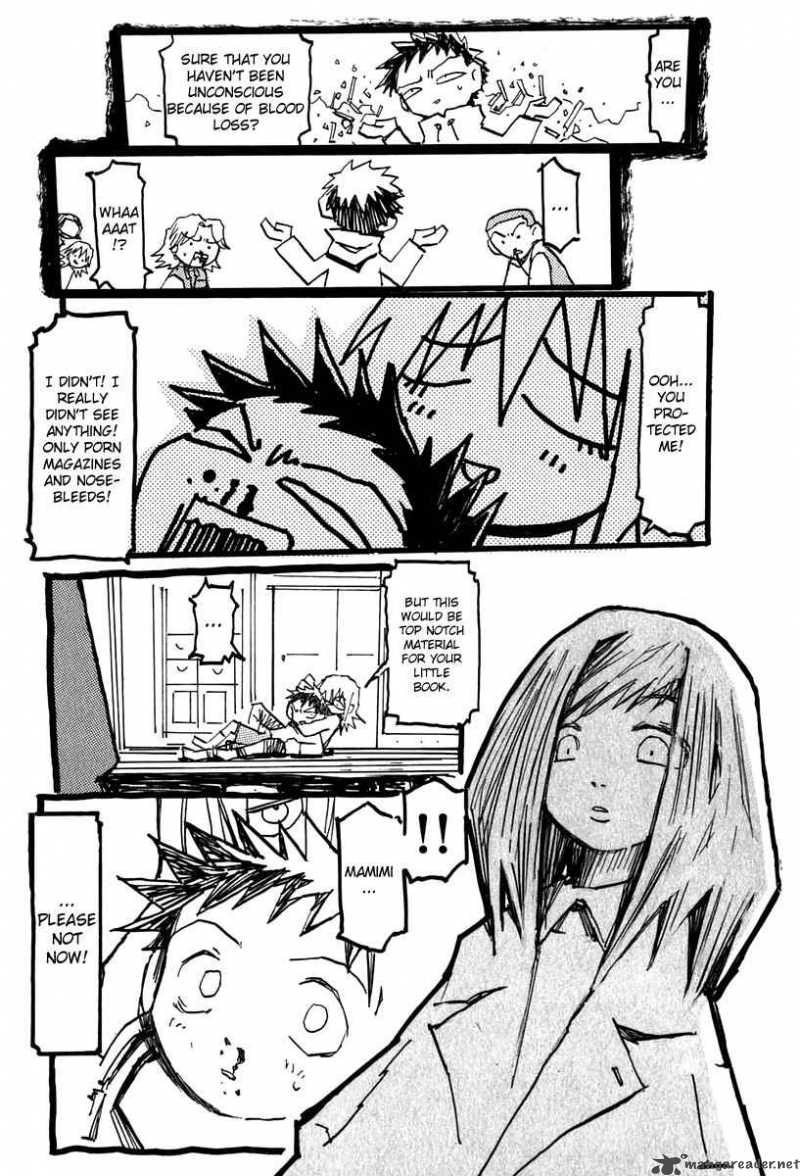 ARE
YOU
...
SURE THAT YOU
HAVEN'T BEEN
UNCONSCIOUS
BECAUSE OF BLOOD
LOSS?
...
WHAA
AAAT
!?
OOH...
YOU
PRO-
TECTED
ME!
I DIDN'T! I
REALLY
DIDN'T SEE
ANYTHING!
ONLY PORN
MAGAZINES
AND NOSE-
BLEEDS!
BUT THIS
WOULD BE
TOP NOTCH
MATERIAL
FOR YOUR
LITTLE
BOOK.
...
!!
MAMIMI
...
...
PLEASE
NOT
NOW!
mangareader.net